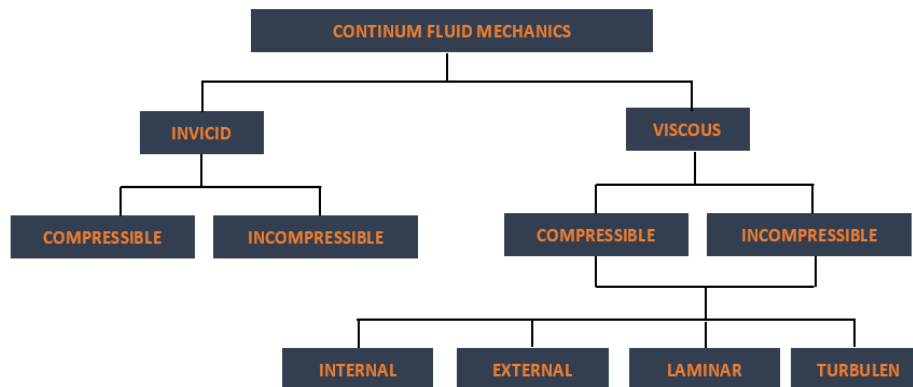 CONTINUM FLUID MECHANICS
INVICID
VISCOUS
COMPRESSIBLE
INCOMPRESSIBLE
COMPRESSIBLE
INCOMPRESSIBLE
INTERNAL
EXTERNAL
LAMINAR
TURBULEN